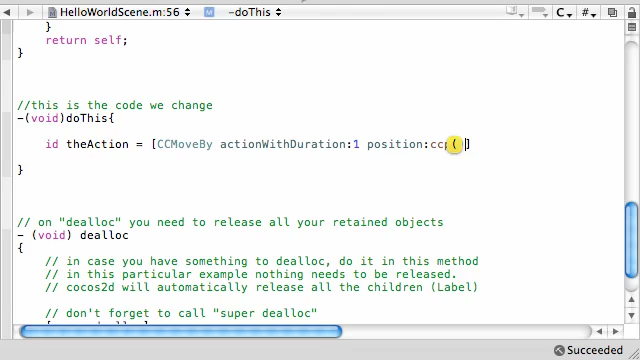 HelloWorldScene.m:56 -doThis C #
}
return self;
}
//this is the code we change
-(void)doThis{
id theAction = [CCMoveBy actionWithDuration:1 position:ccp( ]
}
// on "dealloc" you need to release all your retained objects
- (void) dealloc
{
// in case you have something to dealloc, do it in this method
// in this particular example nothing needs to be released.
// cocos2d will automatically release all the children (Label)
// don't forget to call "super dealloc"
Succeeded